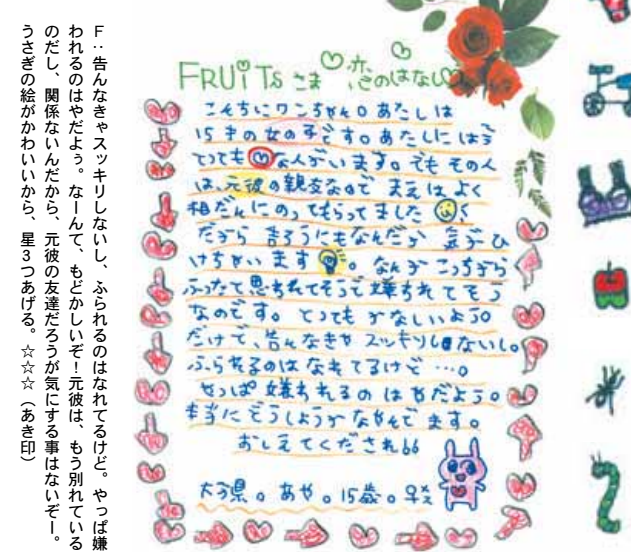 F：告んなきゃスッキリしないし、ふられるのはなれてるけど。やっぱ嫌
われるのはやだよぅ。なーんて、もどかしいぞ！元彼は、もう別れている
のだし、関係ないんだから、元彼の友達だろうが気にする事はないぞー。
うさぎの絵がかわいいから、星3つあげる。☆☆☆（あき印）
FRUiTsさま♡恋のはなし♡
こんちにワンちゃん。あたしは
15才の女の子です。あたしには今
とっても♡な人がいます。でもその人
は、元彼の親友なので まえはよく
相だんにのってもらってました
だから 告ろうにもなんだか 気がひ
けちゃいます。なんか こっちから
ふったて思われてそうで嫌われてそう
なのです。とっても かなしいよう。
だけど、告んなきゃ スッキリしないし。
ふられるのはなれてるけど…。
やっぱ嫌われるのはやだよう。
本当にどうしようかなやんでます。
おしえてくだされ
大分県。あや。15歳。